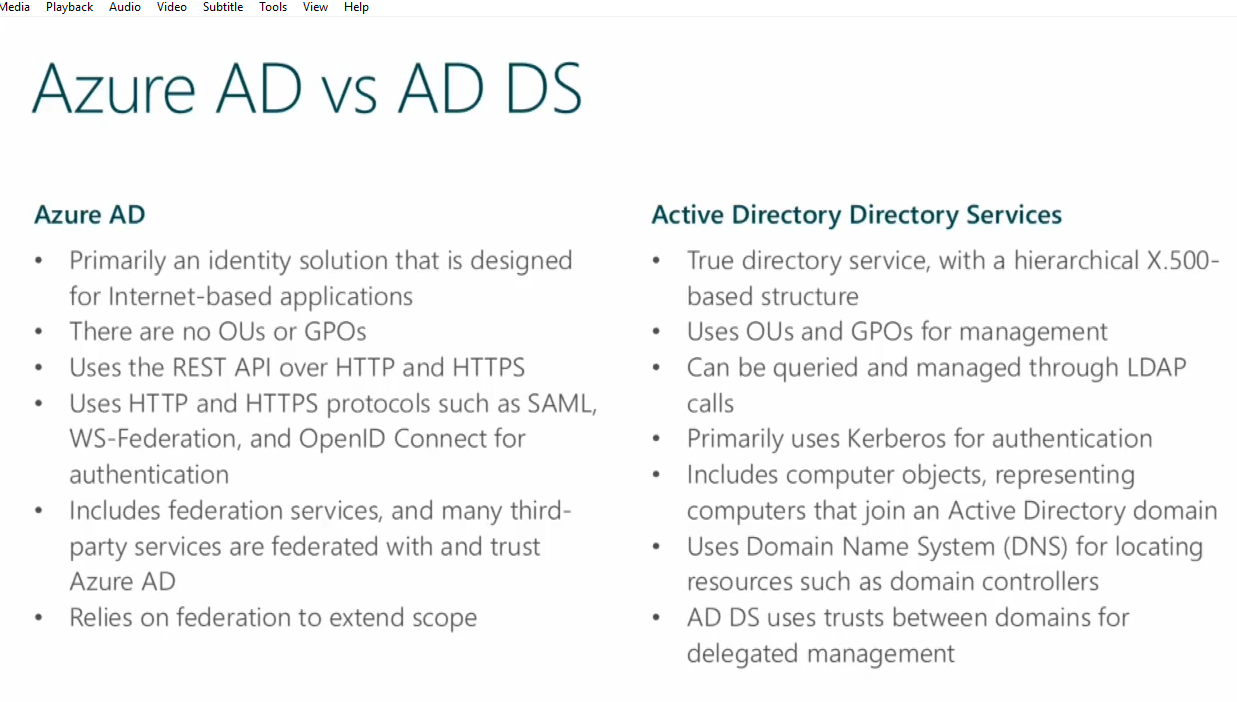 Media Playback Audio Video Subtitle Tools View Help
Azure AD vs AD DS
Azure AD
• Primarily an identity solution that is designed
for Internet-based applications
• There are no OUs or GPOs
• Uses the REST API over HTTP and HTTPS
• Uses HTTP and HTTPS protocols such as SAML,
WS-Federation, and OpenID Connect for
authentication
• Includes federation services, and many third-
party services are federated with and trust
Azure AD
• Relies on federation to extend scope
Active Directory Directory Services
• True directory service, with a hierarchical X.500-
based structure
• Uses OUs and GPOs for management
• Can be queried and managed through LDAP
calls
• Primarily uses Kerberos for authentication
• Includes computer objects, representing
computers that join an Active Directory domain
• Uses Domain Name System (DNS) for locating
resources such as domain controllers
• AD DS uses trusts between domains for
delegated management